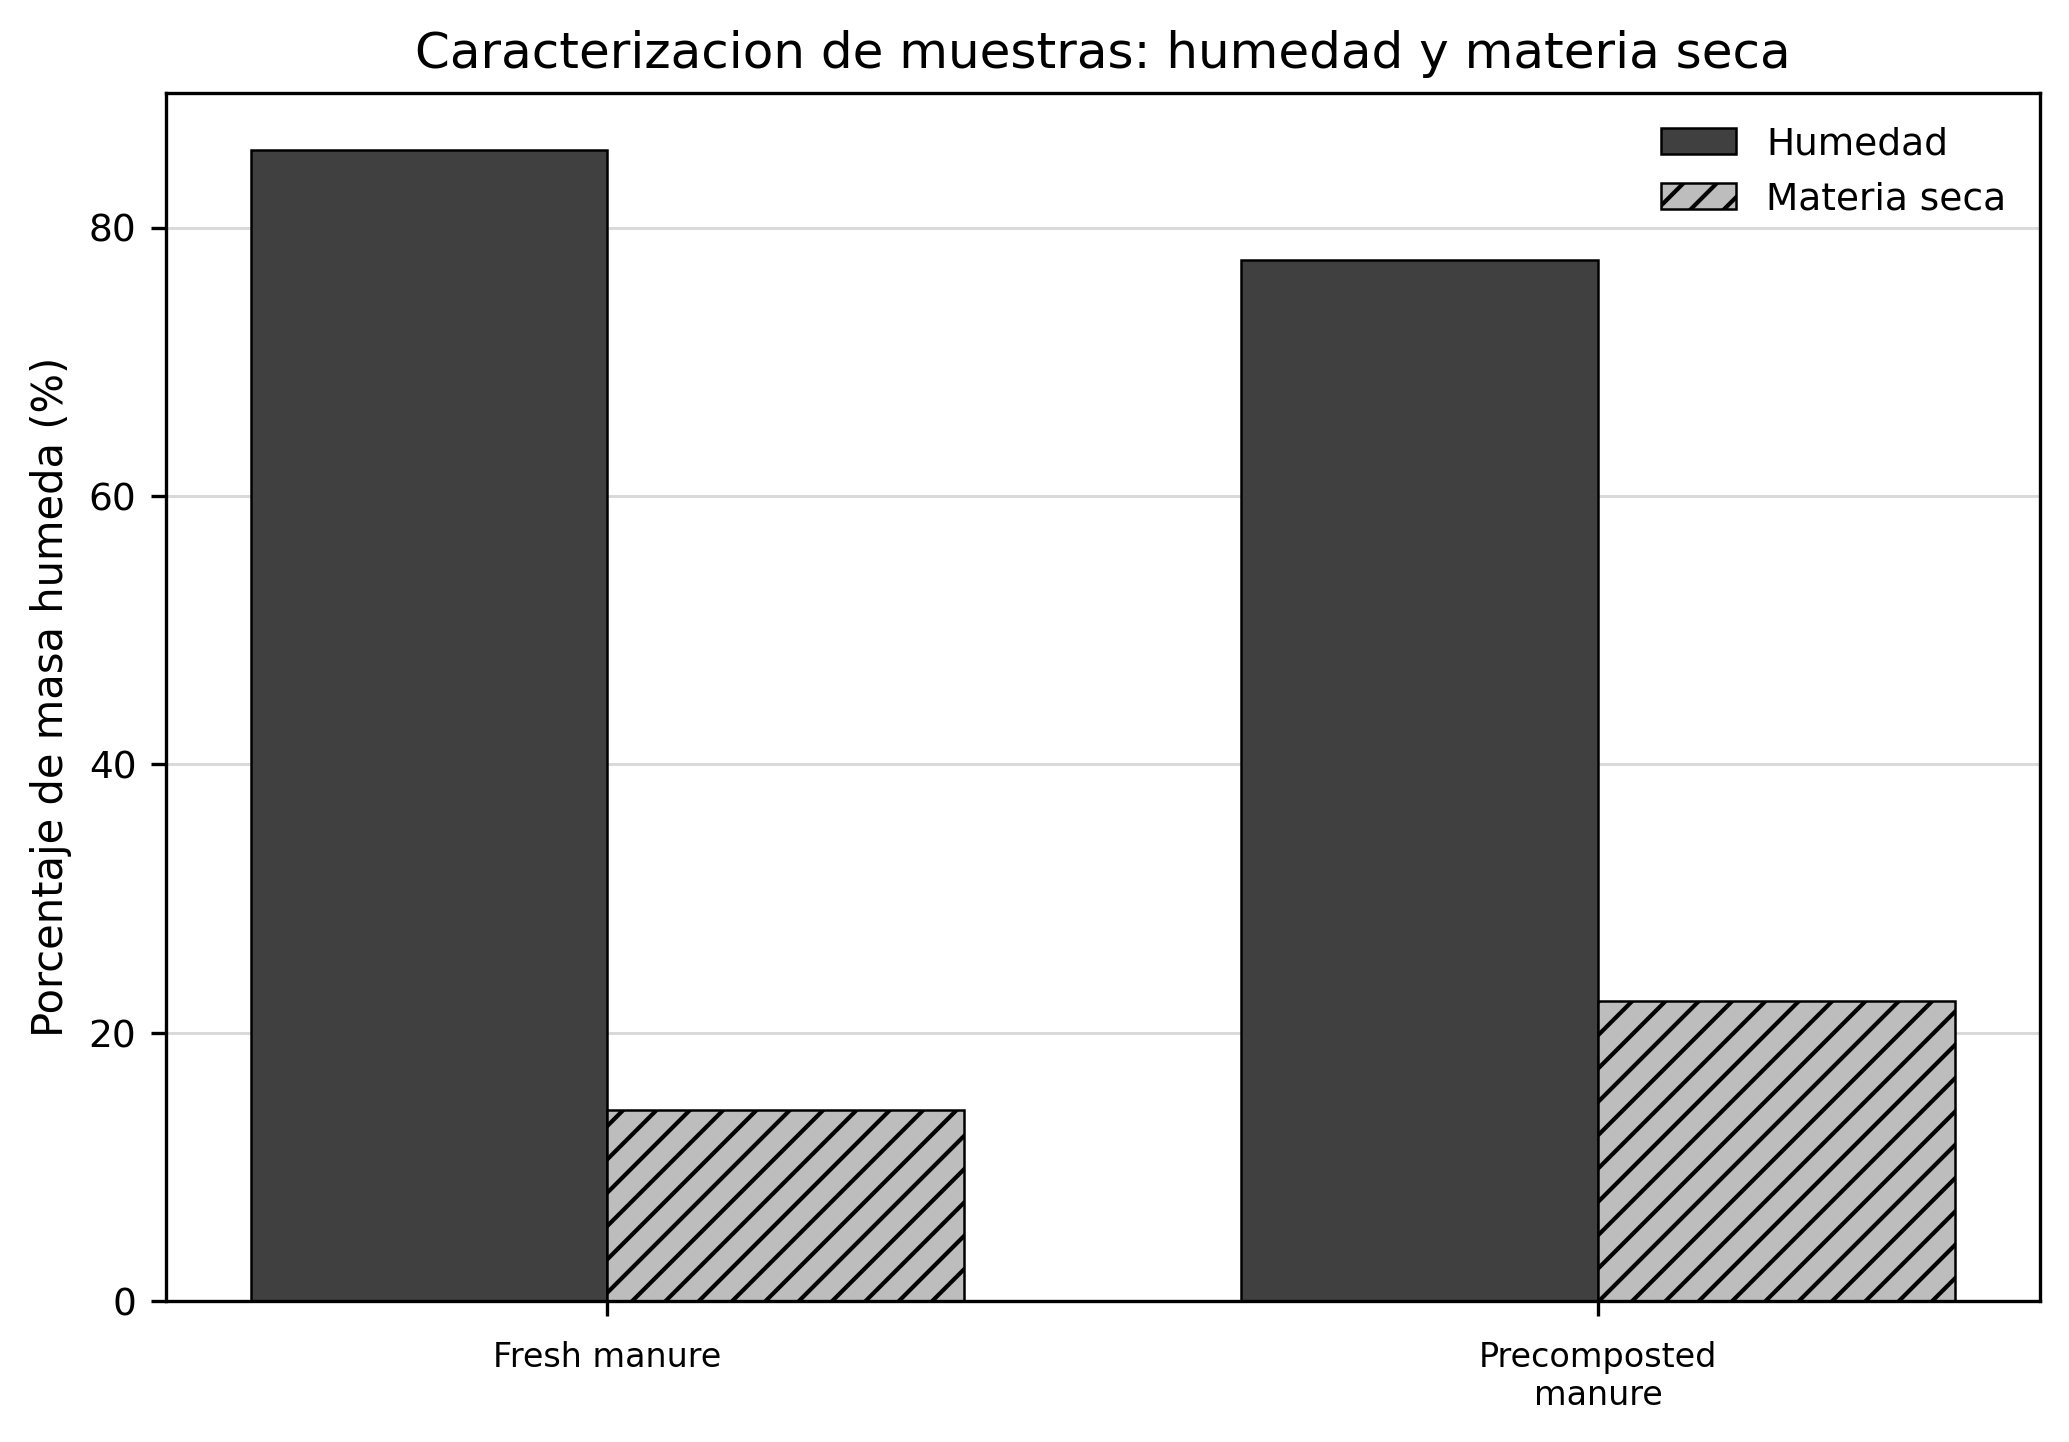 Caracterizacion de muestras: humedad y materia seca
Humedad
Materia seca
Porcentaje de masa humeda (%)
80
60
40
20
0
Fresh manure
Precomposted
manure